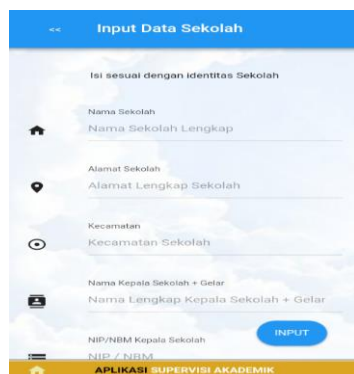 << Input Data Sekolah
Isi sesuai dengan identitas Sekolah
Nama Sekolah
Nama Sekolah Lengkap
Alamat Sekolah
Alamat Lengkap Sekolah
Kecamatan
Kecamatan Sekolah
Nama Kepala Sekolah + Gelar
Nama Lengkap Kepala Sekolah + Gelar
INPUT
NIP/NBM Kepala Sekolah
NIP / NBM
APLIKASI SUPERVISI AKADEMIK